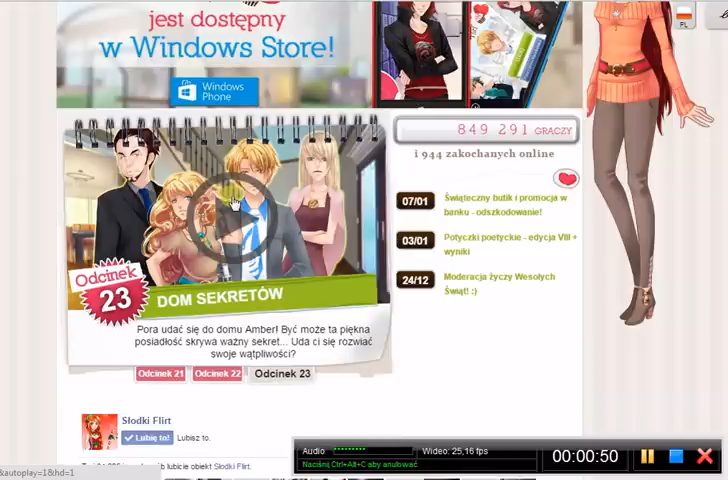 jest dostępny
w Windows Store!
Windows
Phone
PL
849 291 GRACZY
i 944 zakochanych online
07/01 Świąteczny butik i promocja w
banku - odszkodowanie!
03/01 Potyczki poetyckie - edycja VIII +
wyniki
24/12 Moderacja życzy Wesołych
Świąt! :)
Odcinek
23
DOM SEKRETÓW
Pora udać się do domu Amber! Być może ta piękna
posiadłość skrywa ważny sekret... Uda ci się rozwiać
swoje wątpliwości?
Odcinek 21
Odcinek 22
Odcinek 23
Słodki Flirt
Lubię to!
Lubisz to.
lubicie obiekt Słodki Flirt.
&autoplay=1&hd=1
Audio
Wideo: 25,16 fps
00:00:50
Naciśnij Ctrl+Alt+C aby anulować